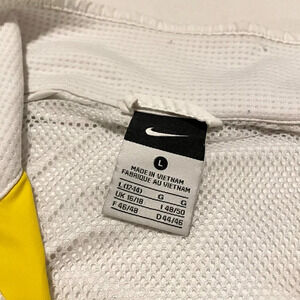 L
MADE IN VIETNAM
FABRIQUÉ AU VIETNAM
L(12-14) G G
UK 16/18 I 48/50
F 46/48 D 44/46